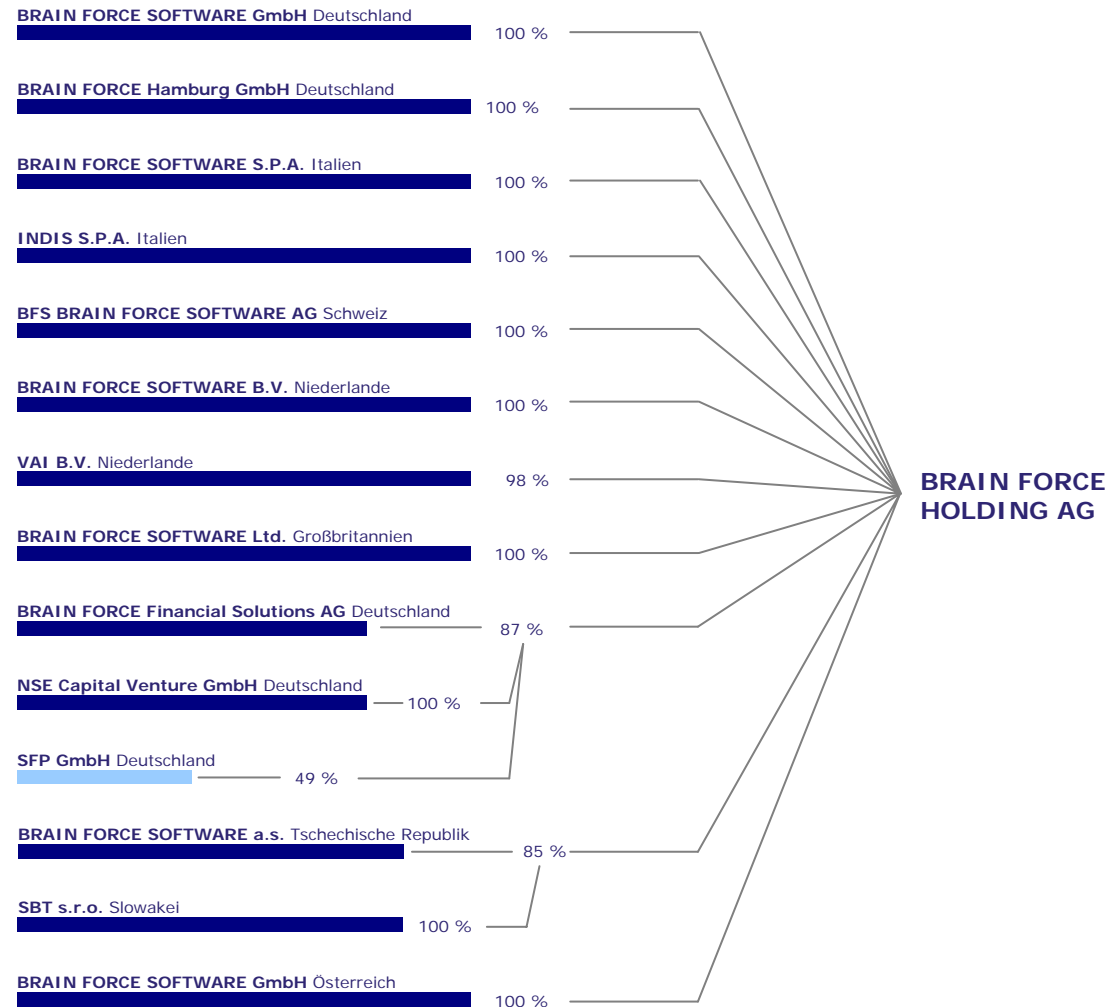 BRAIN FORCE SOFTWARE GmbH Deutschland
100 %
BRAIN FORCE Hamburg GmbH Deutschland
100 %
BRAIN FORCE SOFTWARE S.P.A. Italien
100 %
INDIS S.P.A. Italien
100 %
BFS BRAIN FORCE SOFTWARE AG Schweiz
100 %
BRAIN FORCE SOFTWARE B.V. Niederlande
100 %
VAI B.V. Niederlande
98 %
BRAIN FORCE HOLDING AG
BRAIN FORCE SOFTWARE Ltd. Großbritannien
100 %
BRAIN FORCE Financial Solutions AG Deutschland
87 %
NSE Capital Venture GmbH Deutschland
100 %
SFP GmbH Deutschland
49 %
BRAIN FORCE SOFTWARE a.s. Tschechische Republik
85 %
SBT s.r.o. Slowakei
100 %
BRAIN FORCE SOFTWARE GmbH Österreich
100 %